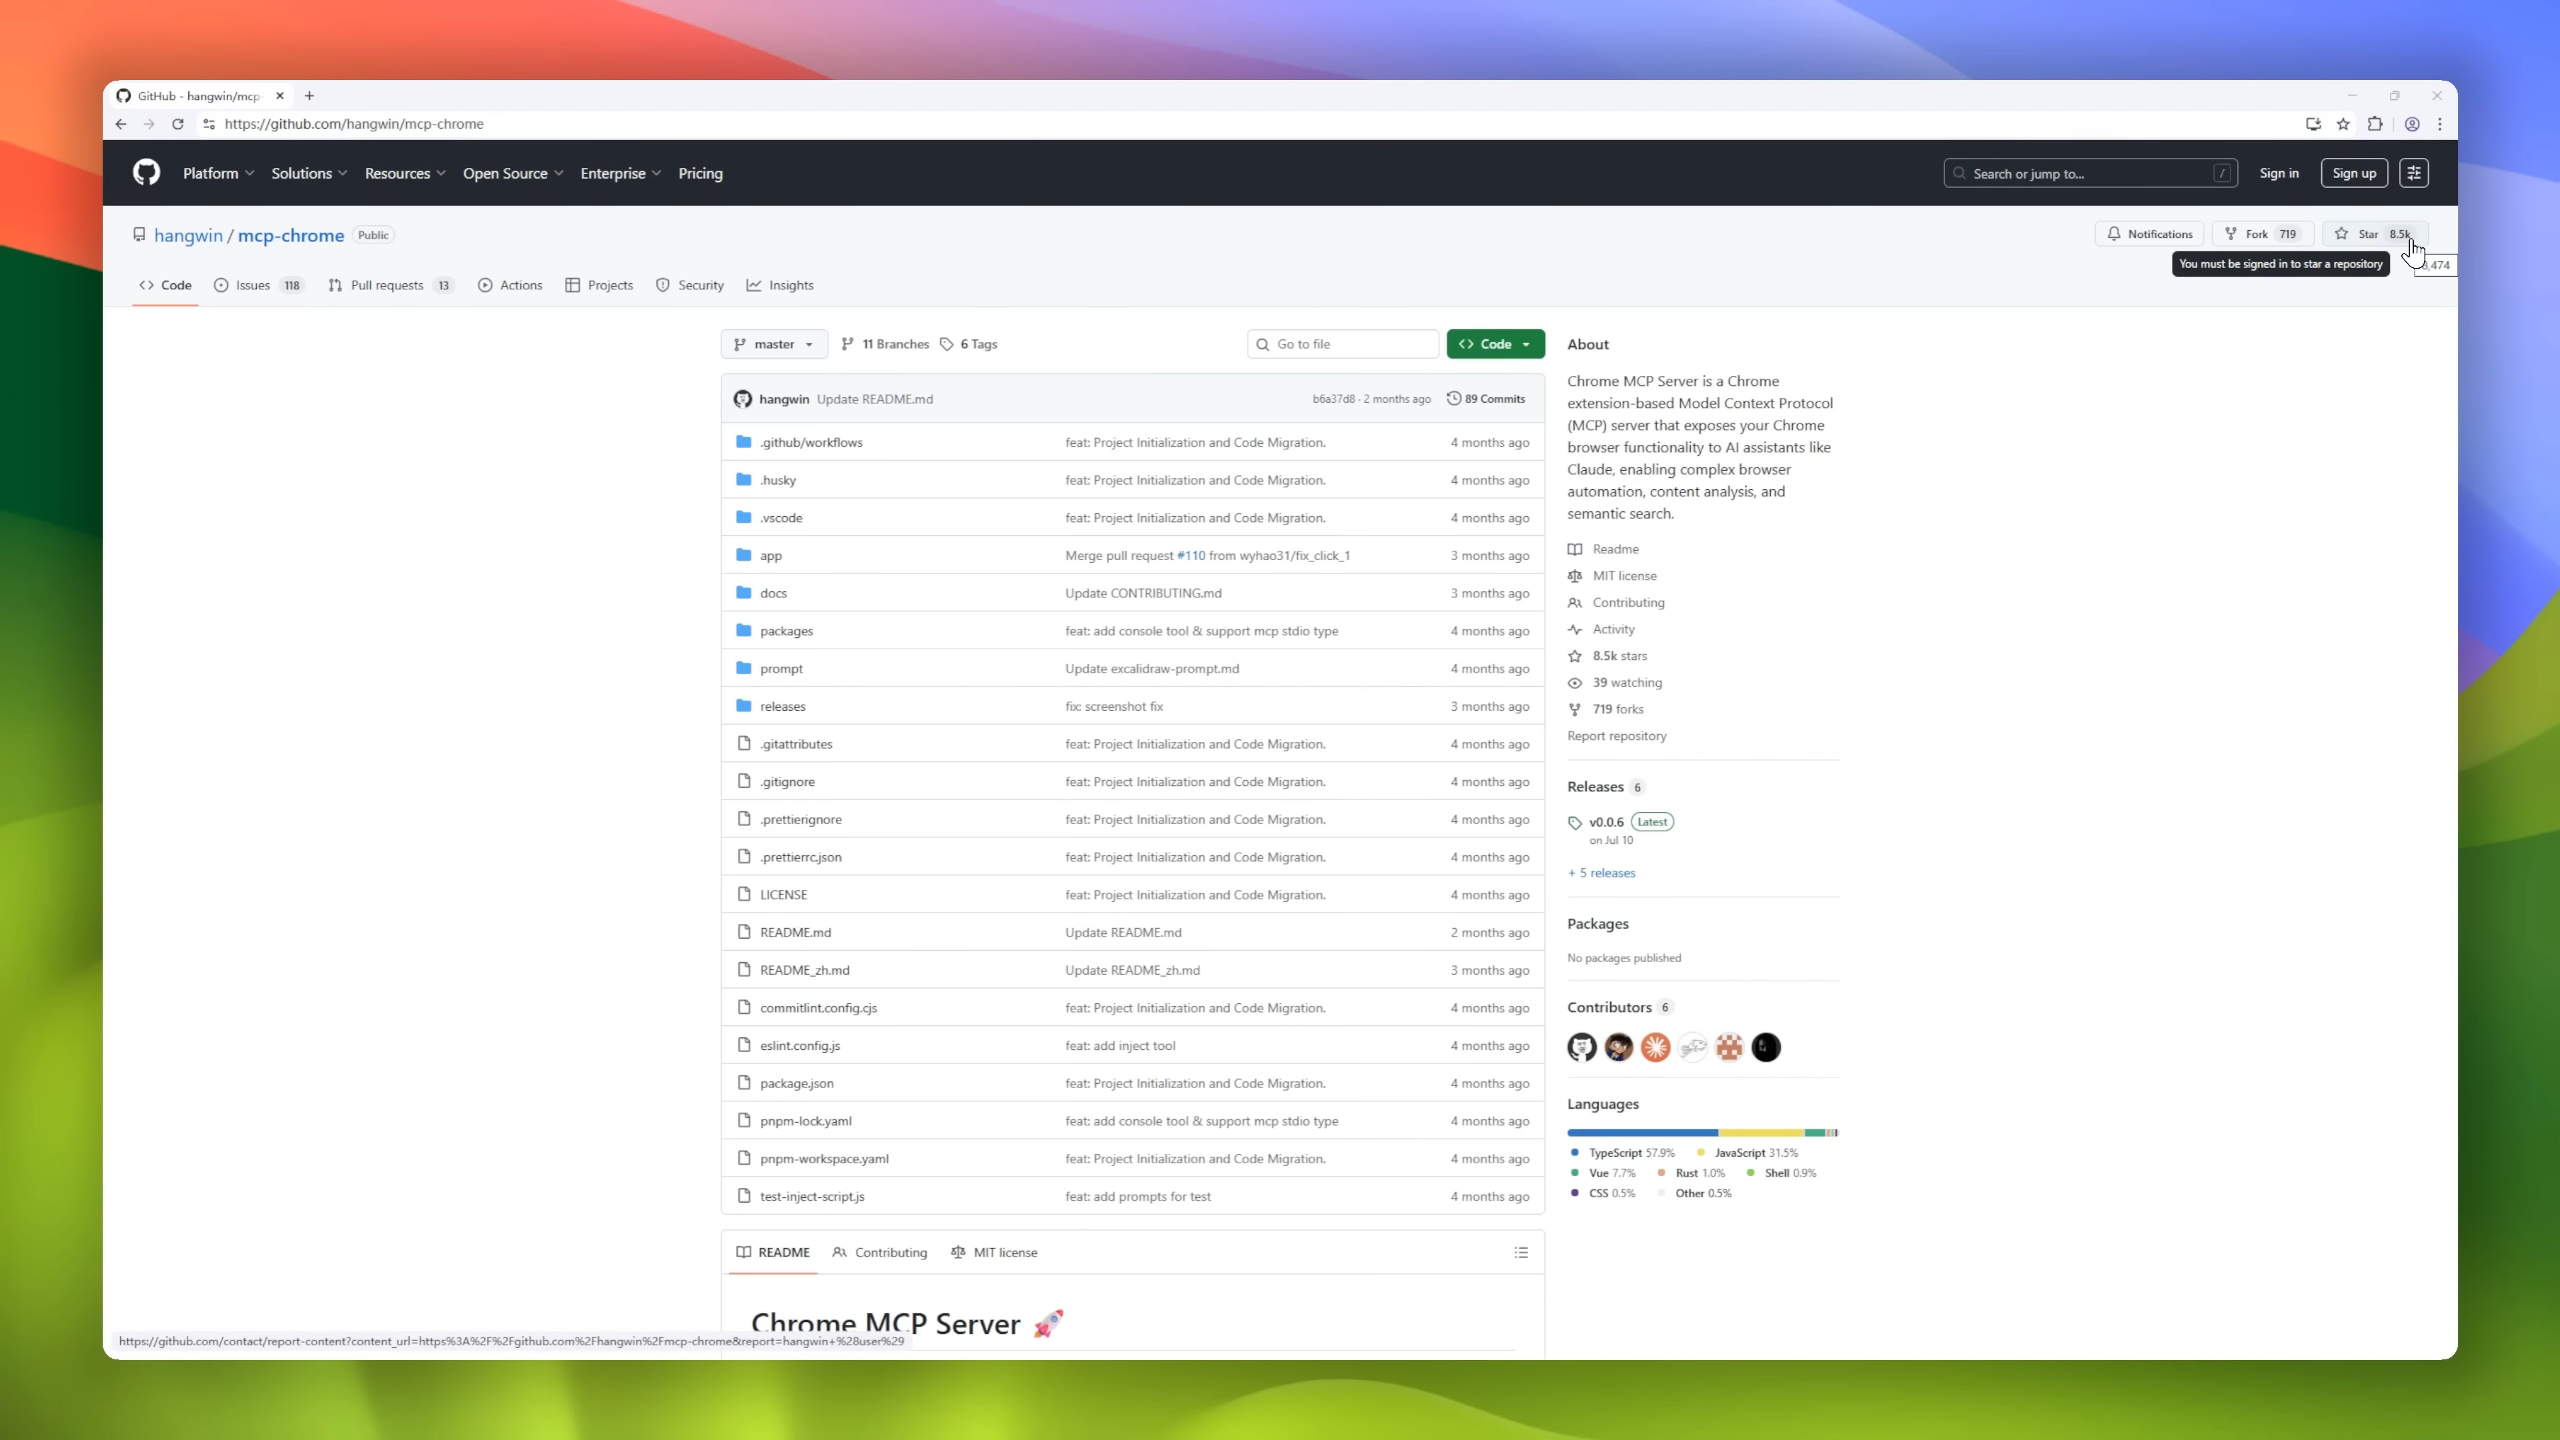 GitHub - hangwin/mcp-
https://github.com/hangwin/mcp-chrome
Platform Solutions Resources Open Source Enterprise Pricing
Search or jump to... /
Sign in
Sign up
hangwin / mcp-chrome Public
Notifications
Fork 719
Star 8.5k
You must be signed in to star a repository
,474
Code
Issues 118
Pull requests 13
Actions
Projects
Security
Insights
master
11 Branches
6 Tags
Go to file
Code
hangwin Update README.md b6a37d8 · 2 months ago 89 Commits
.github/workflows feat: Project Initialization and Code Migration. 4 months ago
.husky feat: Project Initialization and Code Migration. 4 months ago
.vscode feat: Project Initialization and Code Migration. 4 months ago
app Merge pull request #110 from wyhao31/fix_click_1 3 months ago
docs Update CONTRIBUTING.md 3 months ago
packages feat: add console tool & support mcp stdio type 4 months ago
prompt Update excalidraw-prompt.md 4 months ago
releases fix: screenshot fix 3 months ago
.gitattributes feat: Project Initialization and Code Migration. 4 months ago
.gitignore feat: Project Initialization and Code Migration. 4 months ago
.prettierignore feat: Project Initialization and Code Migration. 4 months ago
.prettierrc.json feat: Project Initialization and Code Migration. 4 months ago
LICENSE feat: Project Initialization and Code Migration. 4 months ago
README.md Update README.md 2 months ago
README_zh.md Update README_zh.md 3 months ago
commitlint.config.cjs feat: Project Initialization and Code Migration. 4 months ago
eslint.config.js feat: add inject tool 4 months ago
package.json feat: Project Initialization and Code Migration. 4 months ago
pnpm-lock.yaml feat: add console tool & support mcp stdio type 4 months ago
pnpm-workspace.yaml feat: Project Initialization and Code Migration. 4 months ago
test-inject-script.js feat: add prompts for test 4 months ago
README
Contributing
MIT license
Chrome MCP Server 🚀
About
Chrome MCP Server is a Chrome
extension-based Model Context Protocol
(MCP) server that exposes your Chrome
browser functionality to AI assistants like
Claude, enabling complex browser
automation, content analysis, and
semantic search.
Readme
MIT license
Contributing
Activity
8.5k stars
39 watching
719 forks
Report repository
Releases 6
v0.0.6 Latest
on Jul 10
+ 5 releases
Packages
No packages published
Contributors 6
Languages
TypeScript 57.9% JavaScript 31.5%
Vue 7.7% Rust 1.0% Shell 0.9%
CSS 0.5% Other 0.5%
https://github.com/contact/report-content?content_url=https%3A%2F%2Fgithub.com%2Fhangwin%2Fmcp-chrome&report=hangwin+%28user%29